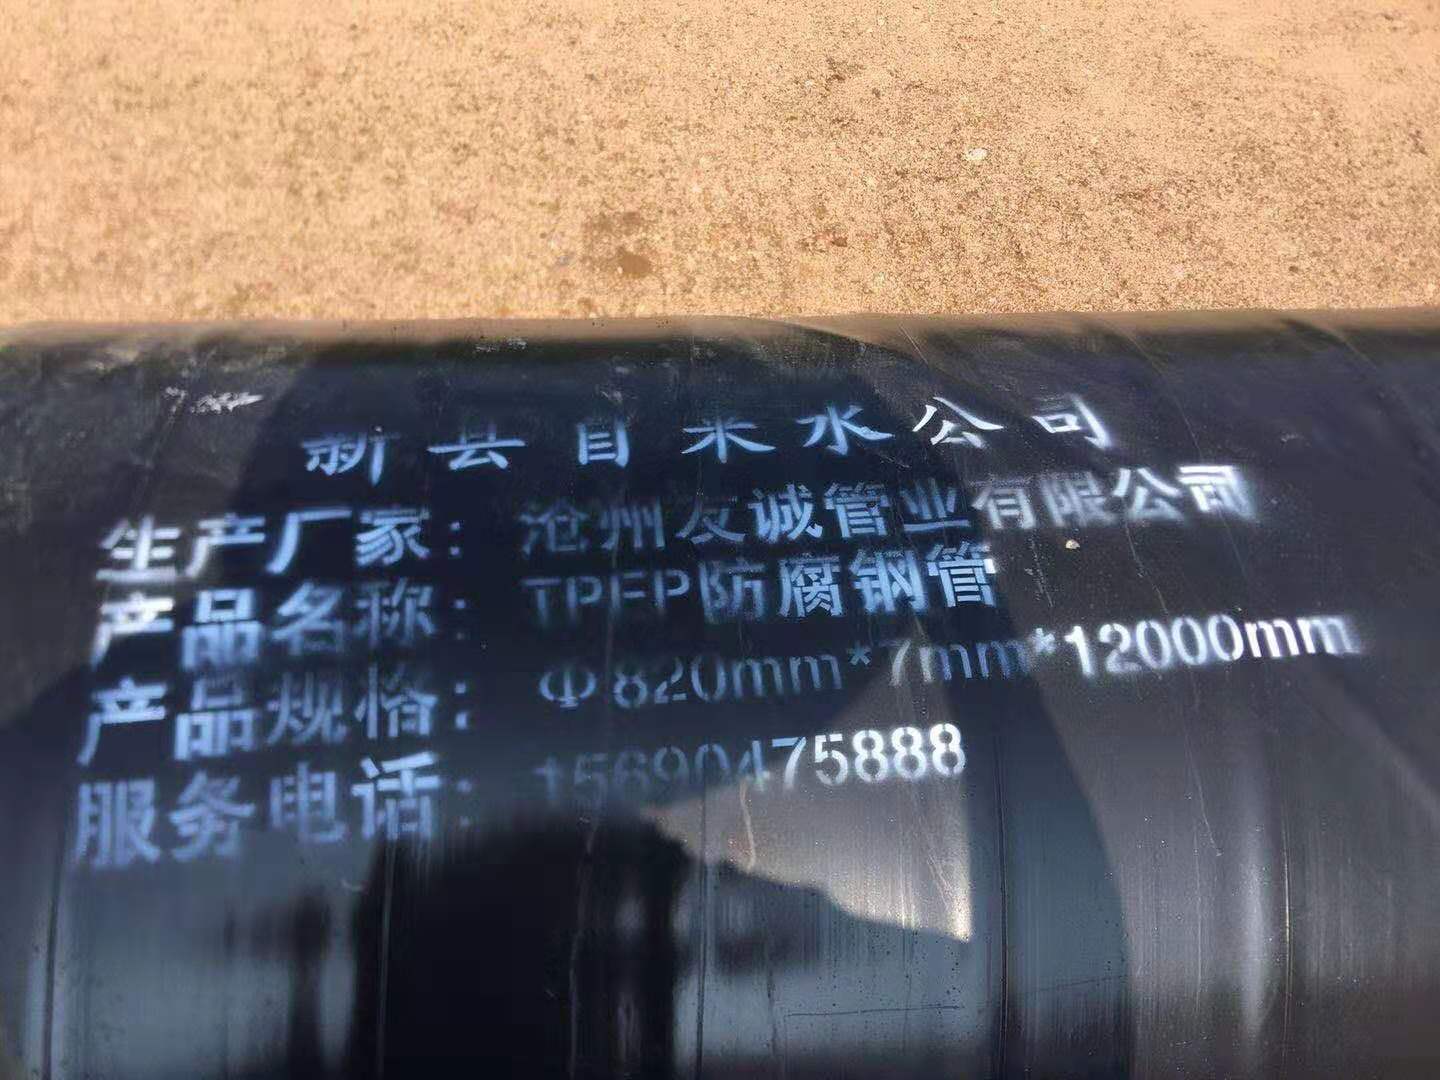 新县自来水公司
生产厂家：沧州友诚管业有限公司
产品名称：TPEP防腐钢管
产品规格：Φ820mm*7mm*12000mm
服务电话：15690475888